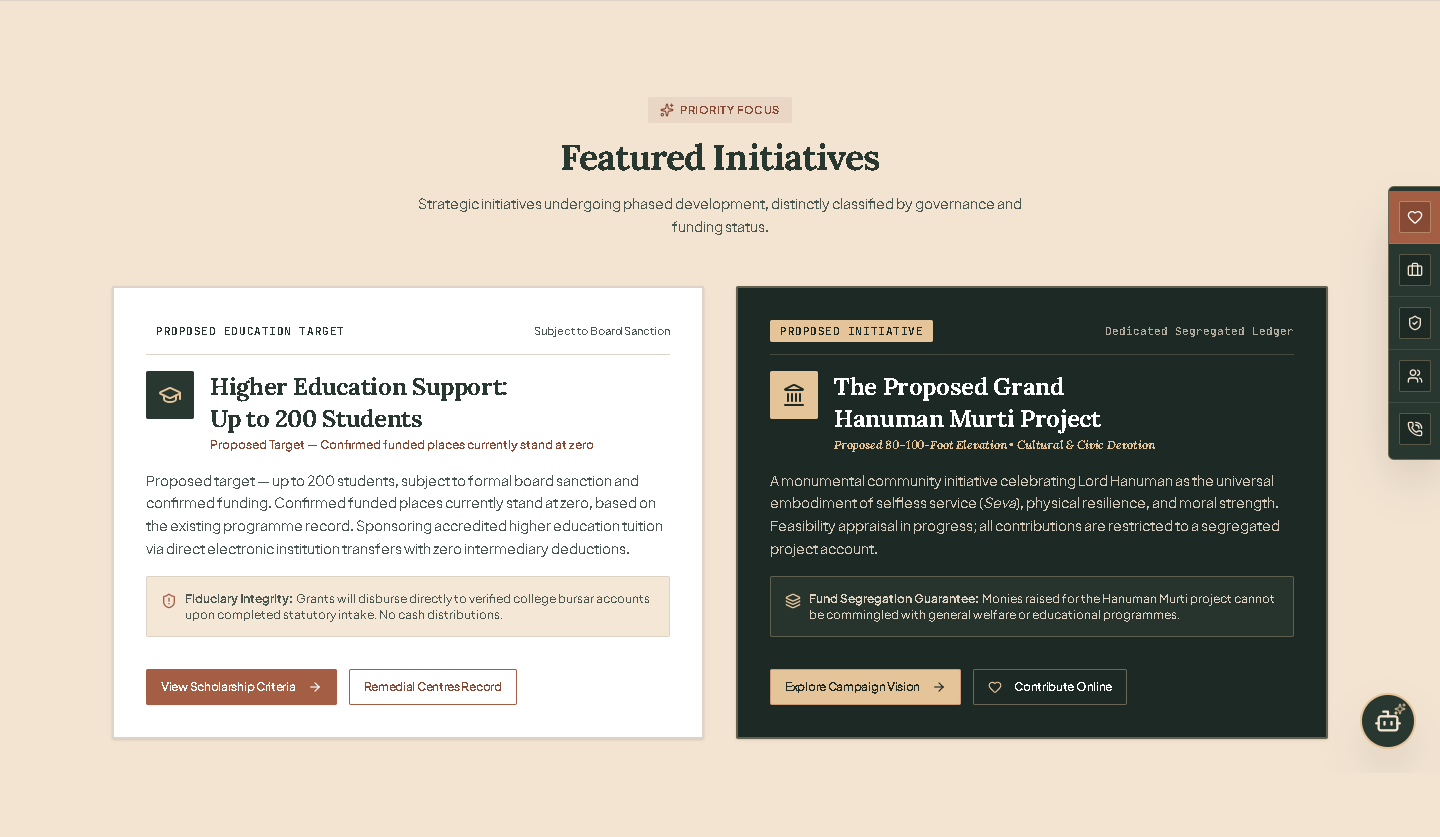 PRIORITY FOCUS
Featured Initiatives
Strategic initiatives undergoing phased development, distinctly classified by governance and
funding status.
PROPOSED EDUCATION TARGET
Subject to Board Sanction
Higher Education Support:
Up to 200 Students
Proposed Target — Confirmed funded places currently stand at zero
Proposed target — up to 200 students, subject to formal board sanction and
confirmed funding. Confirmed funded places currently stand at zero, based on
the existing programme record. Sponsoring accredited higher education tuition
via direct electronic institution transfers with zero intermediary deductions.
Fiduciary Integrity: Grants will disburse directly to verified college bursar accounts
upon completed statutory intake. No cash distributions.
View Scholarship Criteria
Remedial Centres Record
PROPOSED INITIATIVE
Dedicated Segregated Ledger
The Proposed Grand
Hanuman Murti Project
Proposed 80–100-Foot Elevation • Cultural & Civic Devotion
A monumental community initiative celebrating Lord Hanuman as the universal
embodiment of selfless service (Seva), physical resilience, and moral strength.
Feasibility appraisal in progress; all contributions are restricted to a segregated
project account.
Fund Segregation Guarantee: Monies raised for the Hanuman Murti project cannot
be commingled with general welfare or educational programmes.
Explore Campaign Vision
Contribute Online